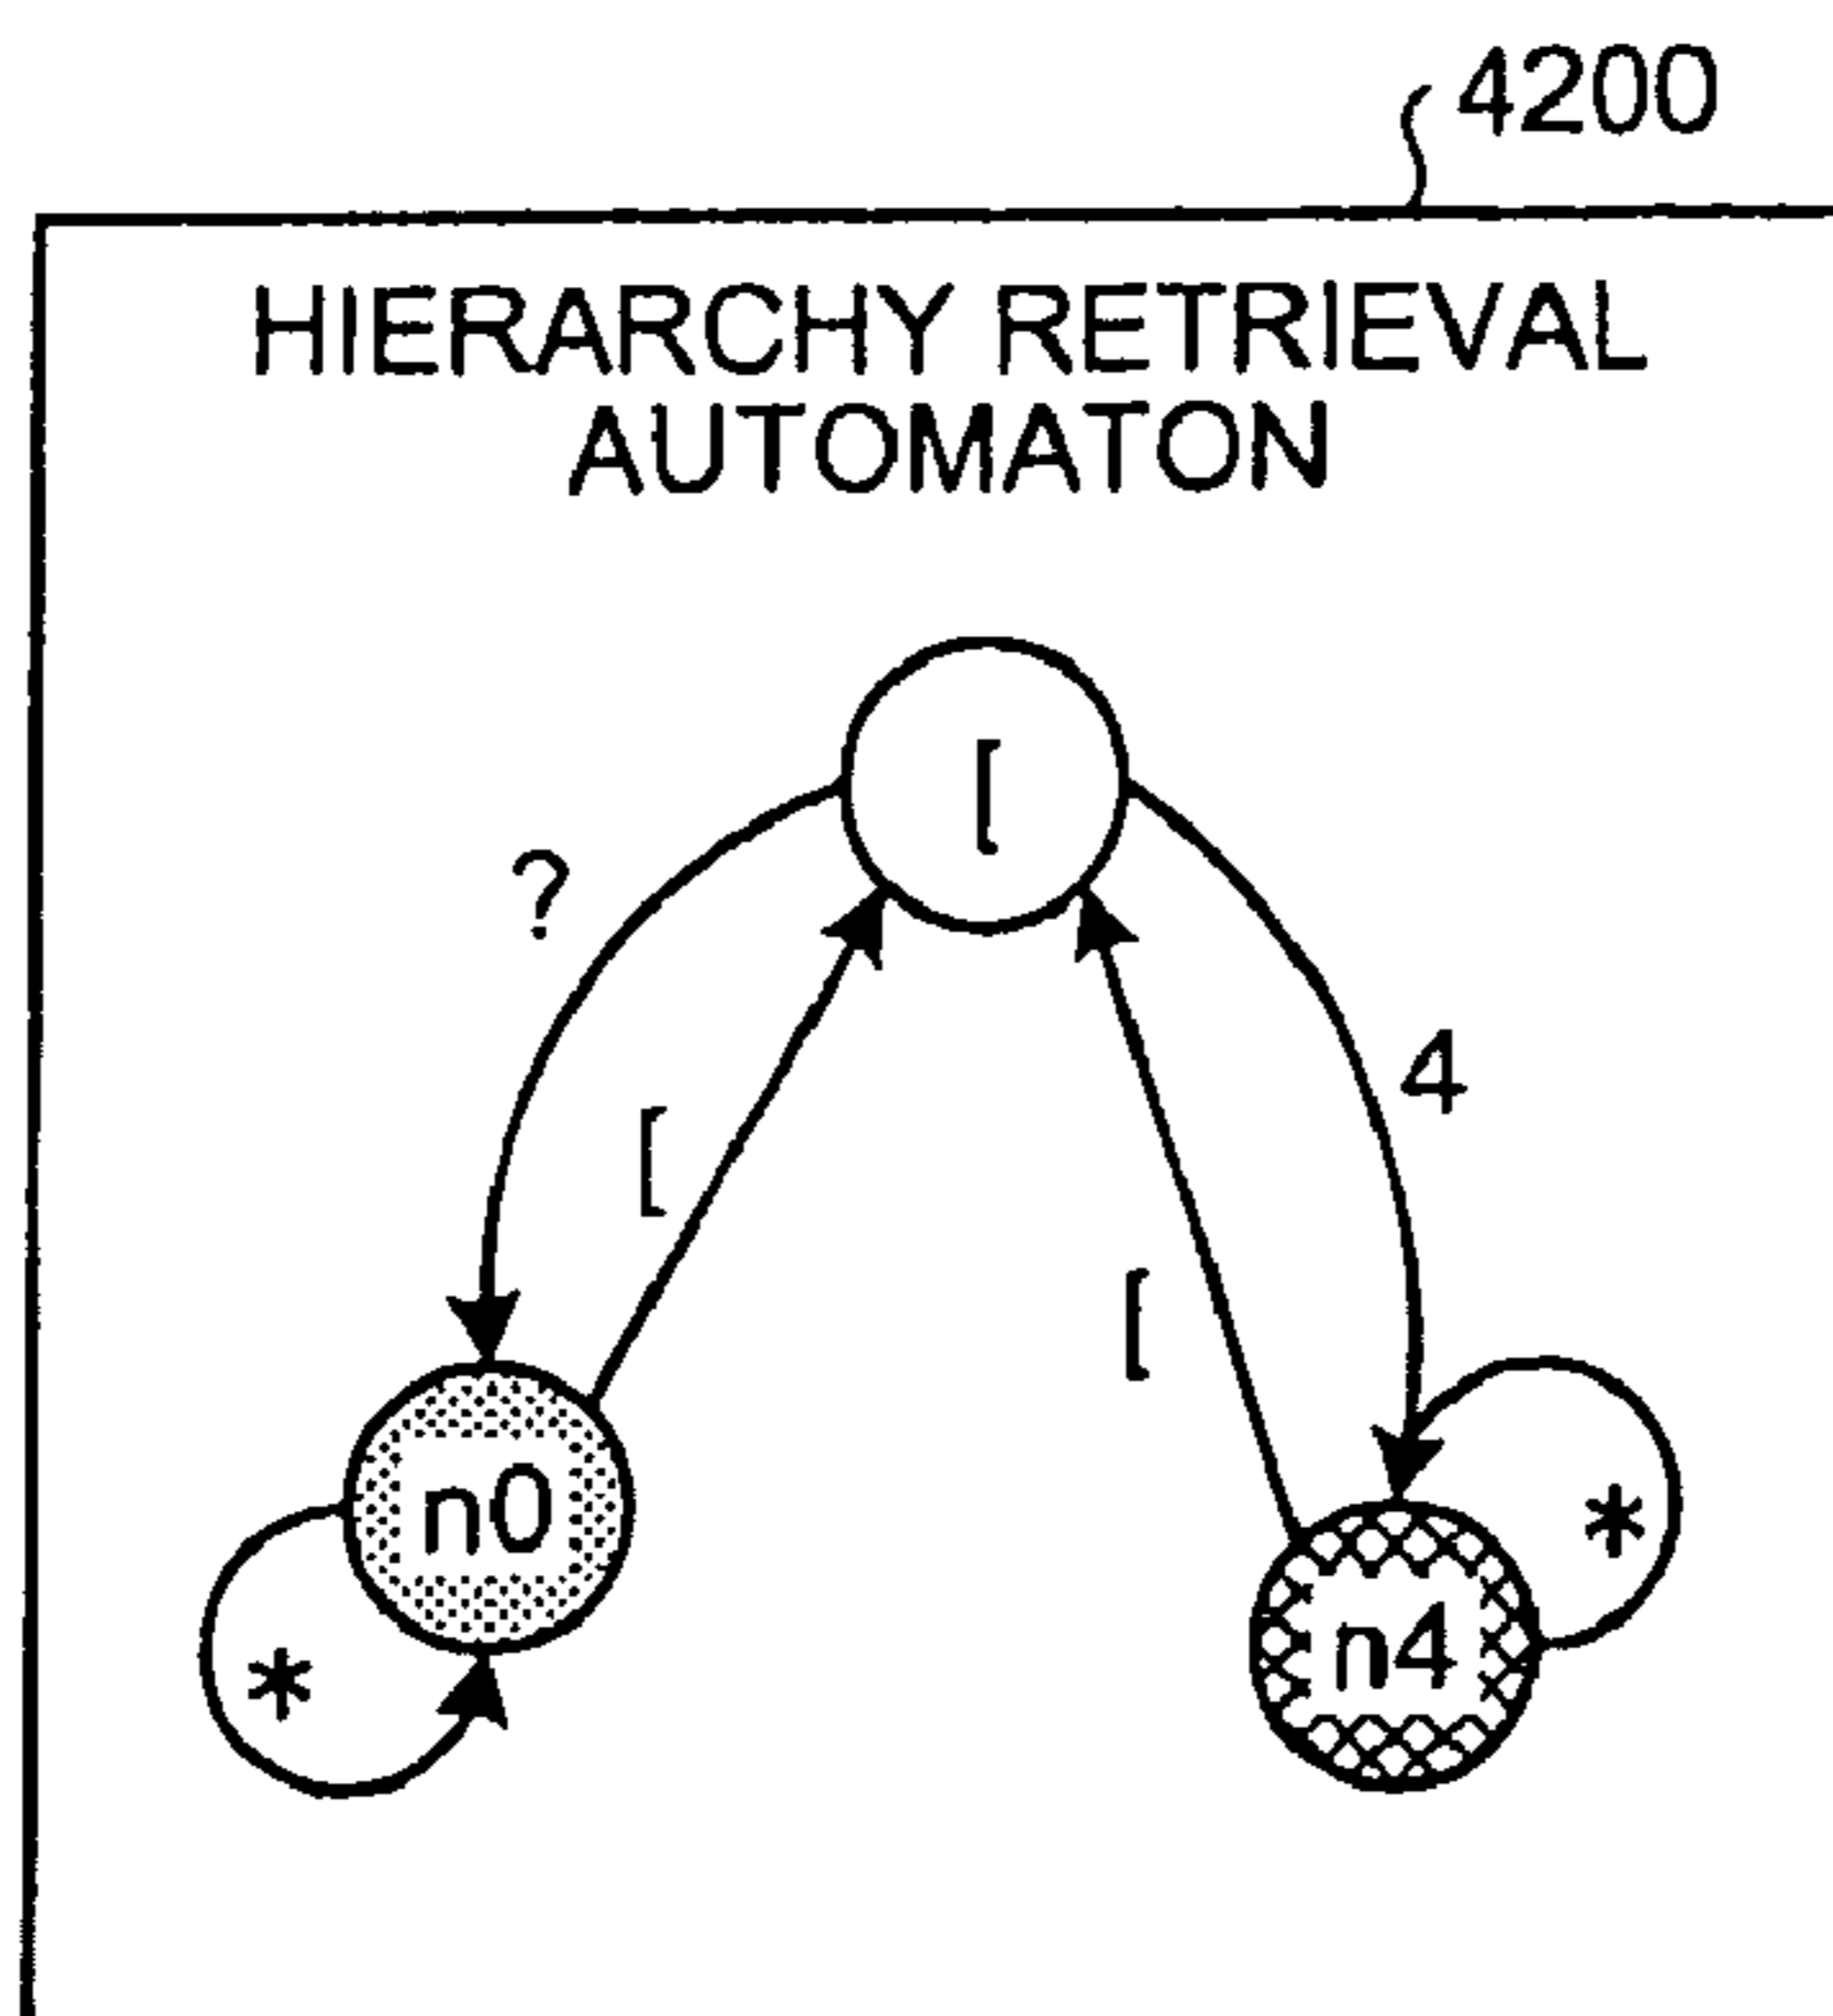 4200
HIERARCHY RETRIEVAL
AUTOMATON
[
?
4
[
[
n0
*
n4
*